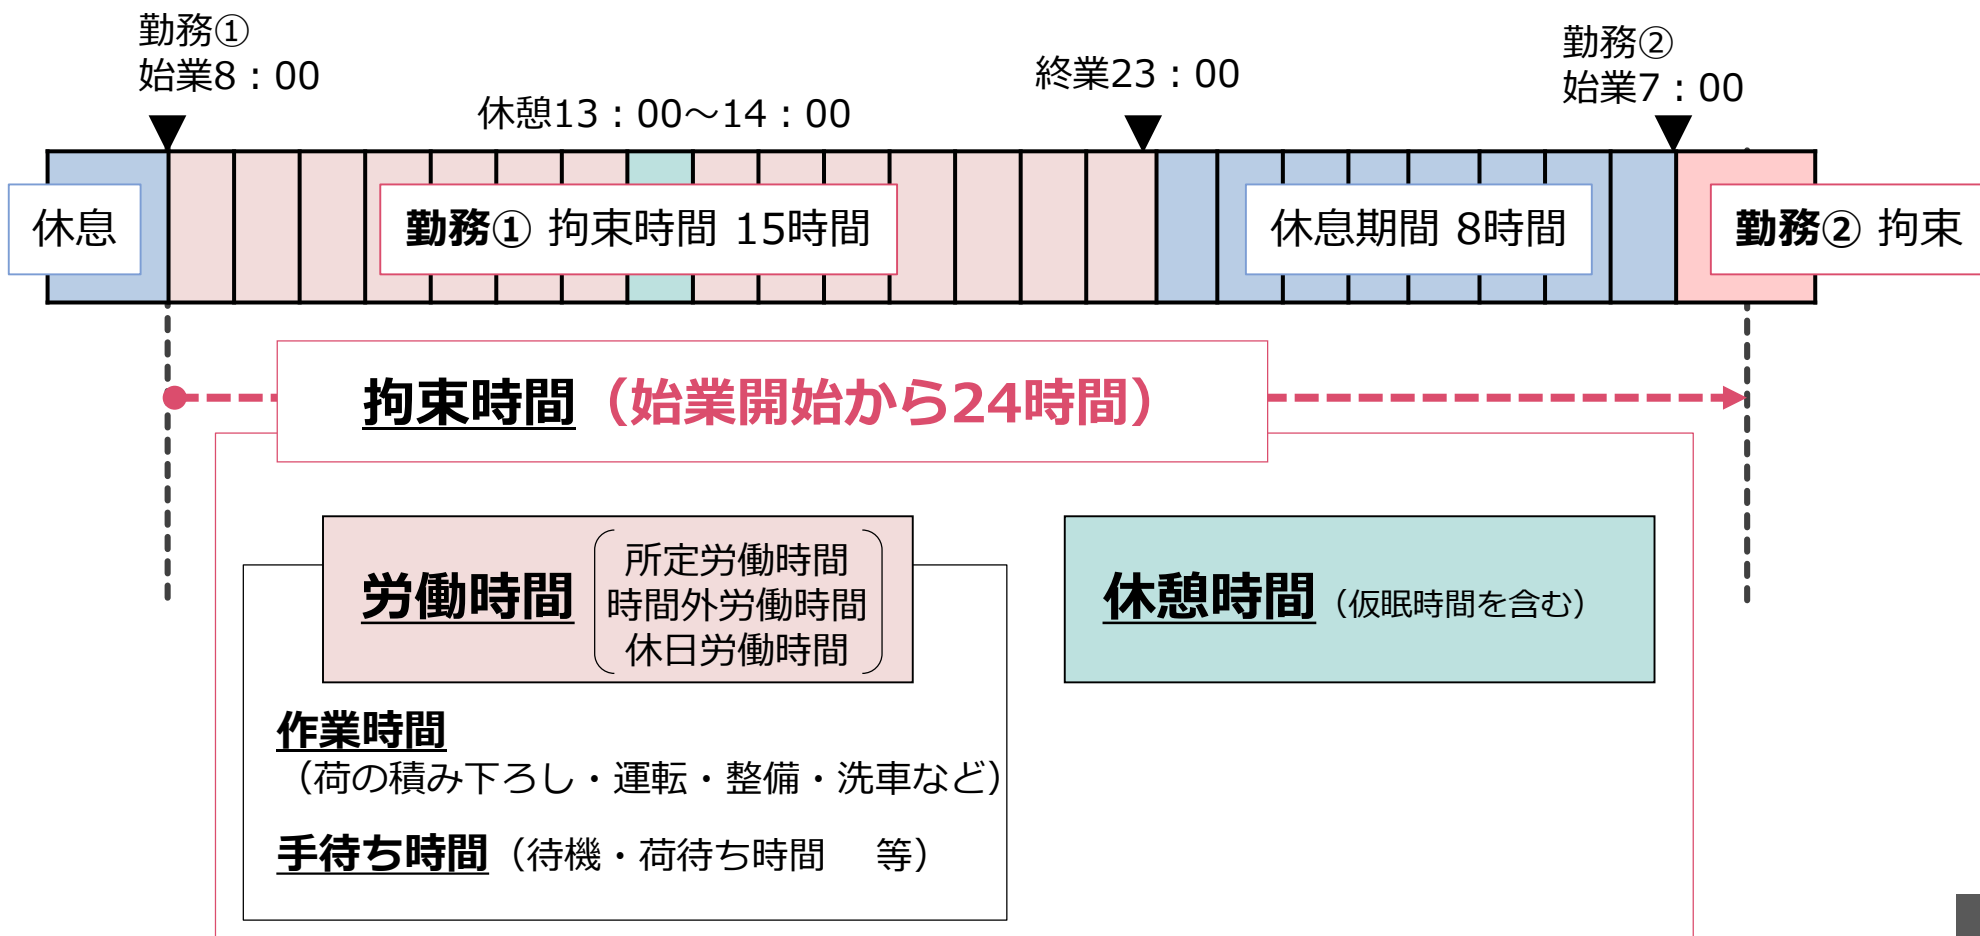 勤務①
始業8：00
休憩13：00～14：00
終業23：00
勤務②
始業7：00
休息
勤務① 拘束時間 15時間
休息期間 8時間
勤務② 拘束
拘束時間（始業開始から24時間）
労働時間
所定労働時間
時間外労働時間
休日労働時間
休憩時間（仮眠時間を含む）
作業時間
（荷の積み下ろし・運転・整備・洗車など）
手待ち時間（待機・荷待ち時間　等）